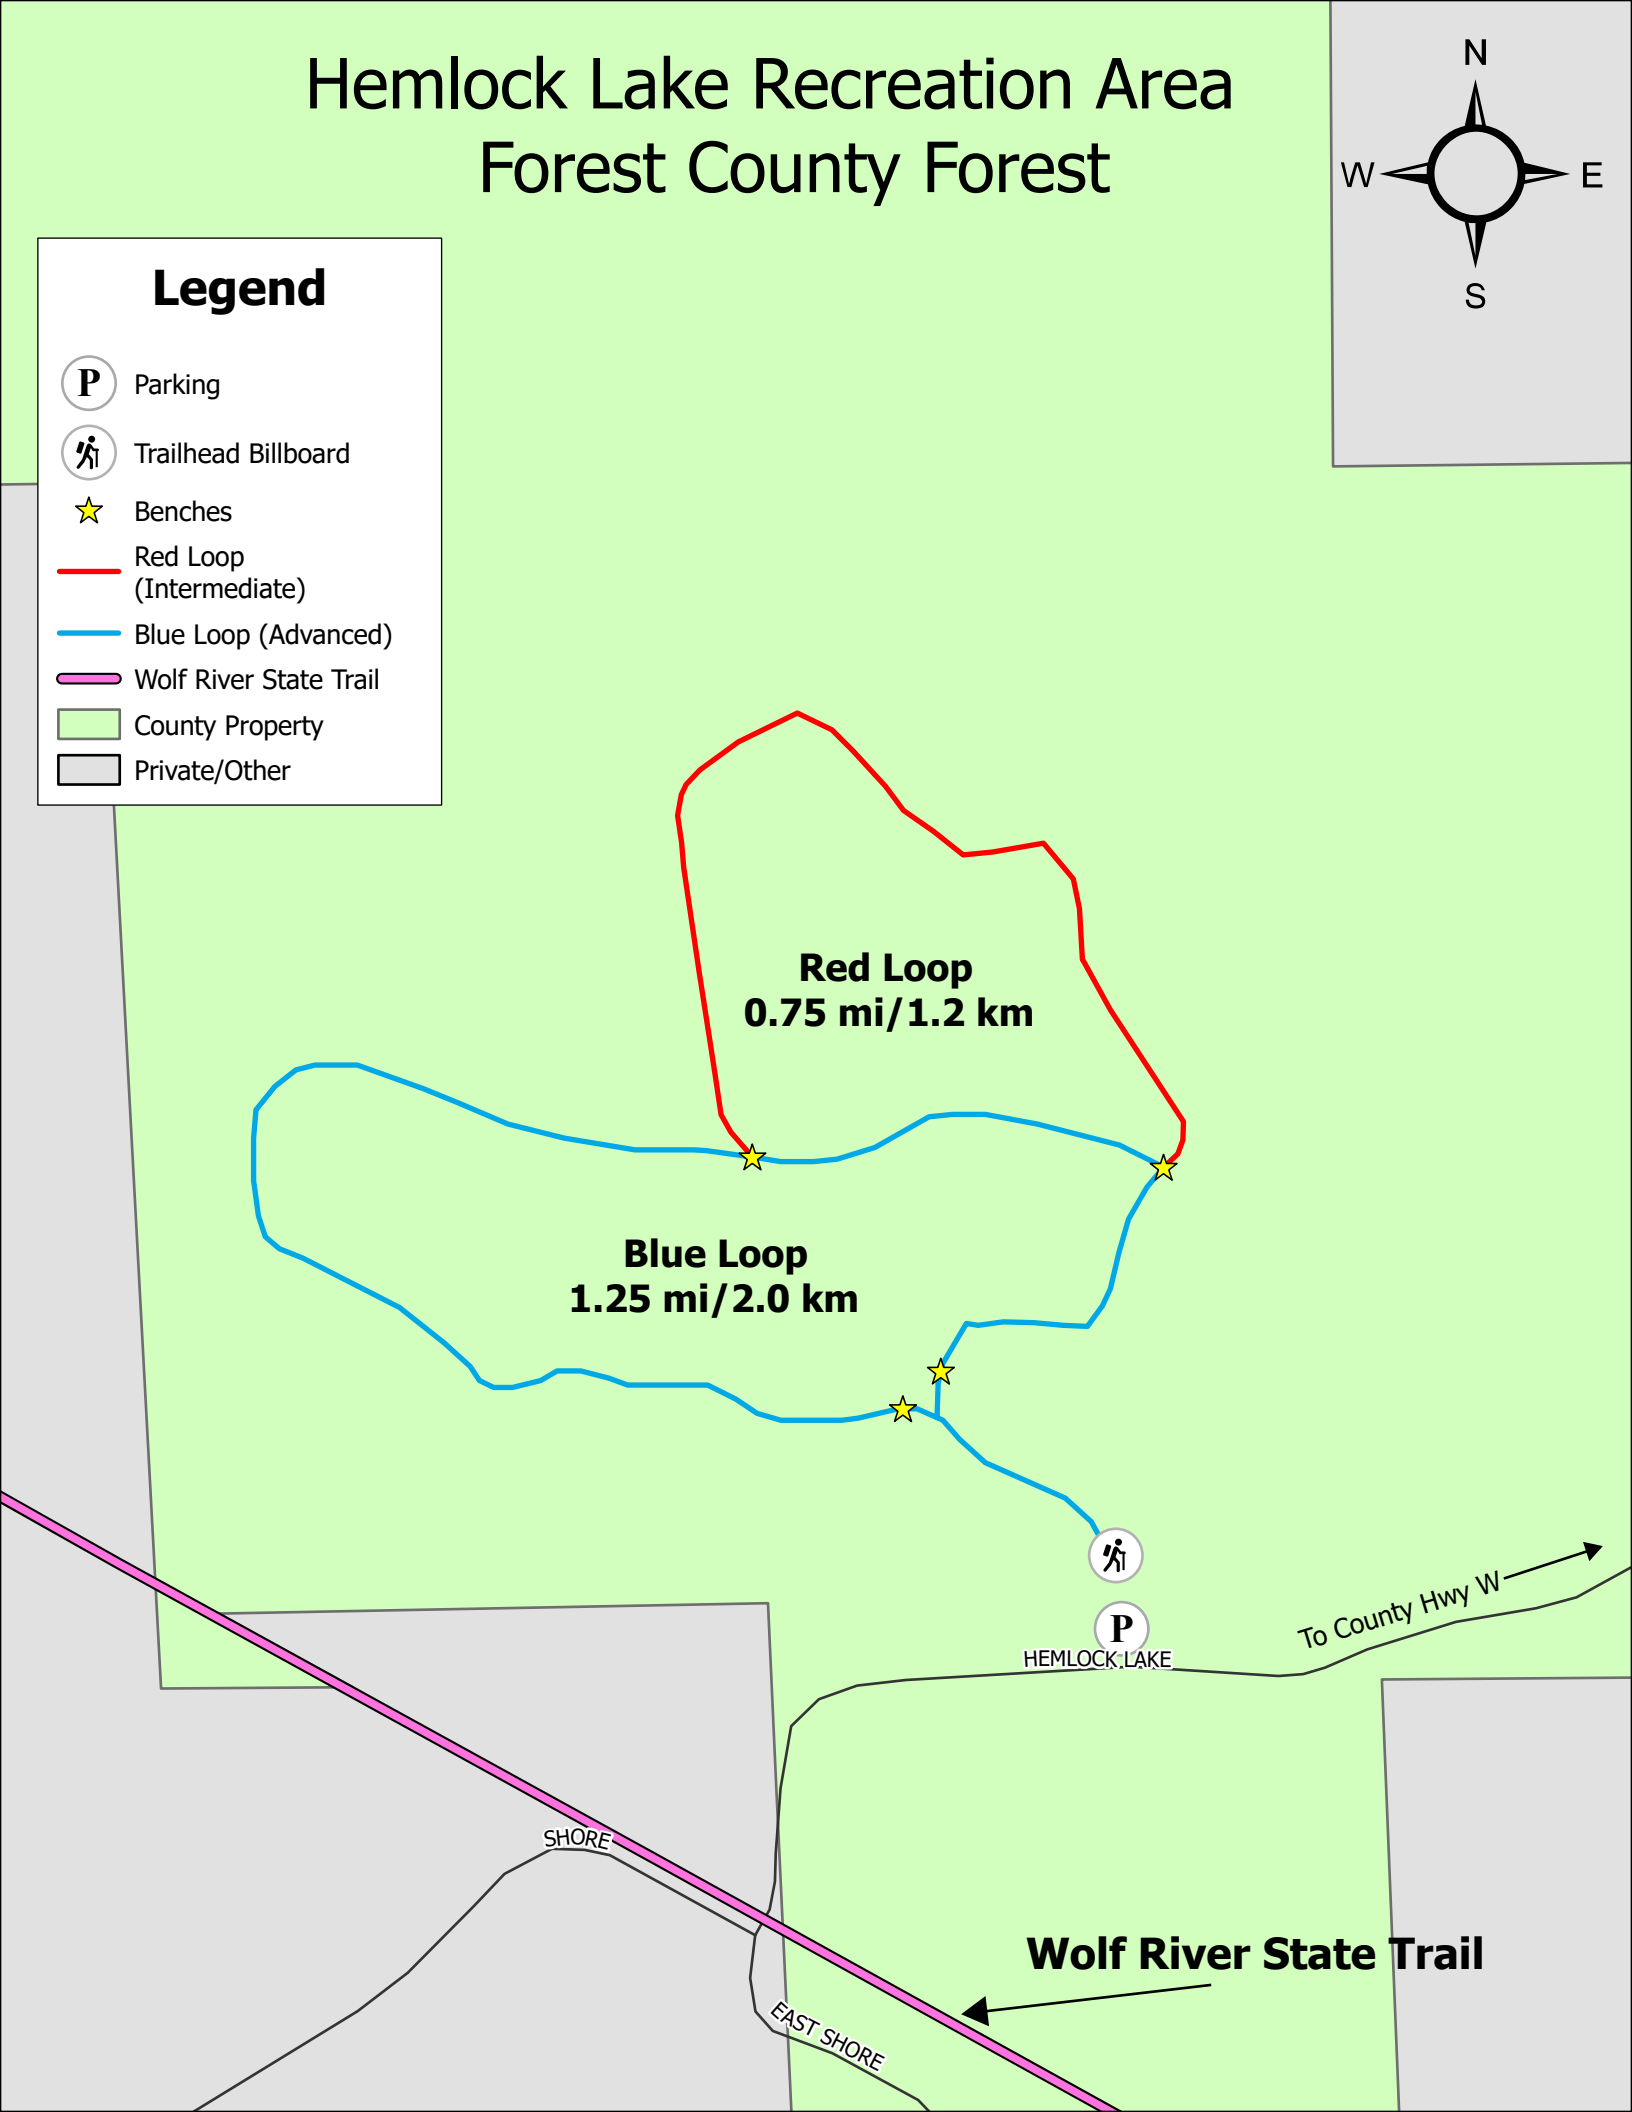 Hemlock Lake Recreation Area
Forest County Forest
N
W
E
S
Legend
P
Parking
Trailhead Billboard
Benches
Red Loop
(Intermediate)
Blue Loop (Advanced)
Wolf River State Trail
County Property
Private/Other
Red Loop
0.75 mi/1.2 km
Blue Loop
1.25 mi/2.0 km
To County Hwy W
P
HEMLOCK LAKE
SHORE
Wolf River State Trail
EAST SHORE